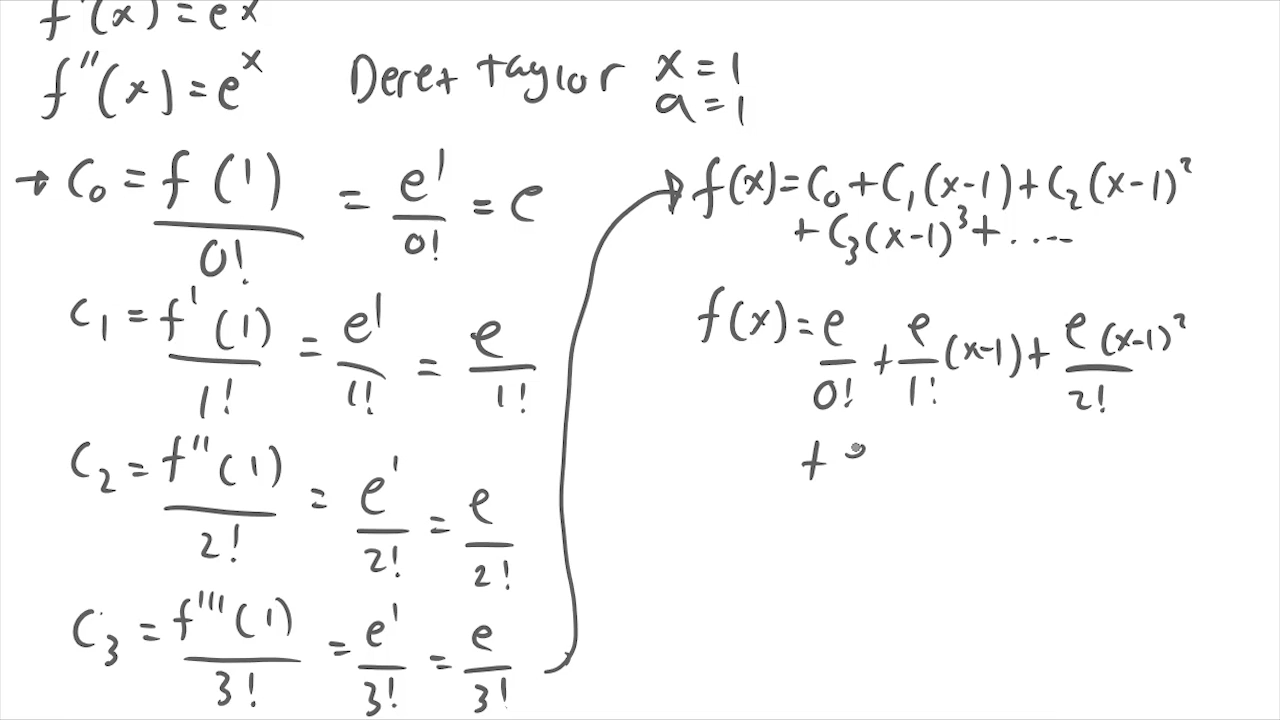 f'(x) = e^x
f''(x) = e^x
Deret taylor x = 1
a = 1
→ C₀ = f(1)/0! = e¹/0! = e
C₁ = f'(1)/1! = e¹/1! = e/1!
C₂ = f''(1)/2! = e¹/2! = e/2!
C₃ = f'''(1)/3! = e¹/3! = e/3!
f(x) = C₀ + C₁(x-1) + C₂(x-1)²
+ C₃(x-1)³ + ....
f(x) = e/0! + e/1! (x-1) + e(x-1)²/2!
+